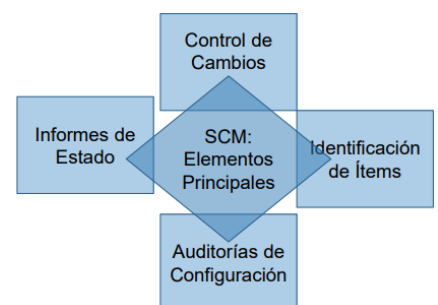 Control de
Cambios
Informes de
Estado
SCM:
Elementos
Principales
Identificación
de Ítems
Auditorías de
Configuración